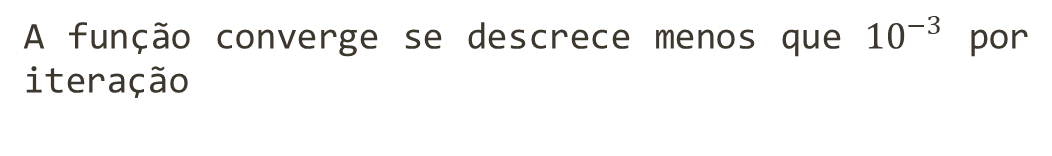 A função converge se descrece menos que 10⁻³ por
iteração